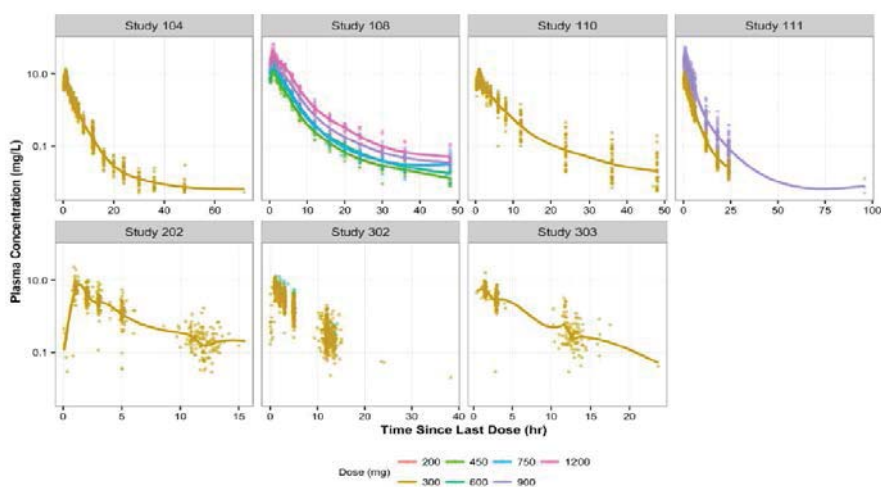 Study 104 Study 108 Study 110 Study 111
10.0
0.1
0 20 40 60 0 10 20 30 40 50 0 10 20 30 40 50 0 25 50 75 100
Plasma Concentration (mg/L)
Study 202 Study 302 Study 303
10.0
0.1
0 5 10 15 0 10 20 30 40 0 5 10 15 20
Time Since Last Dose (hr)
Dose (mg) 200 450 750 1200
300 600 900